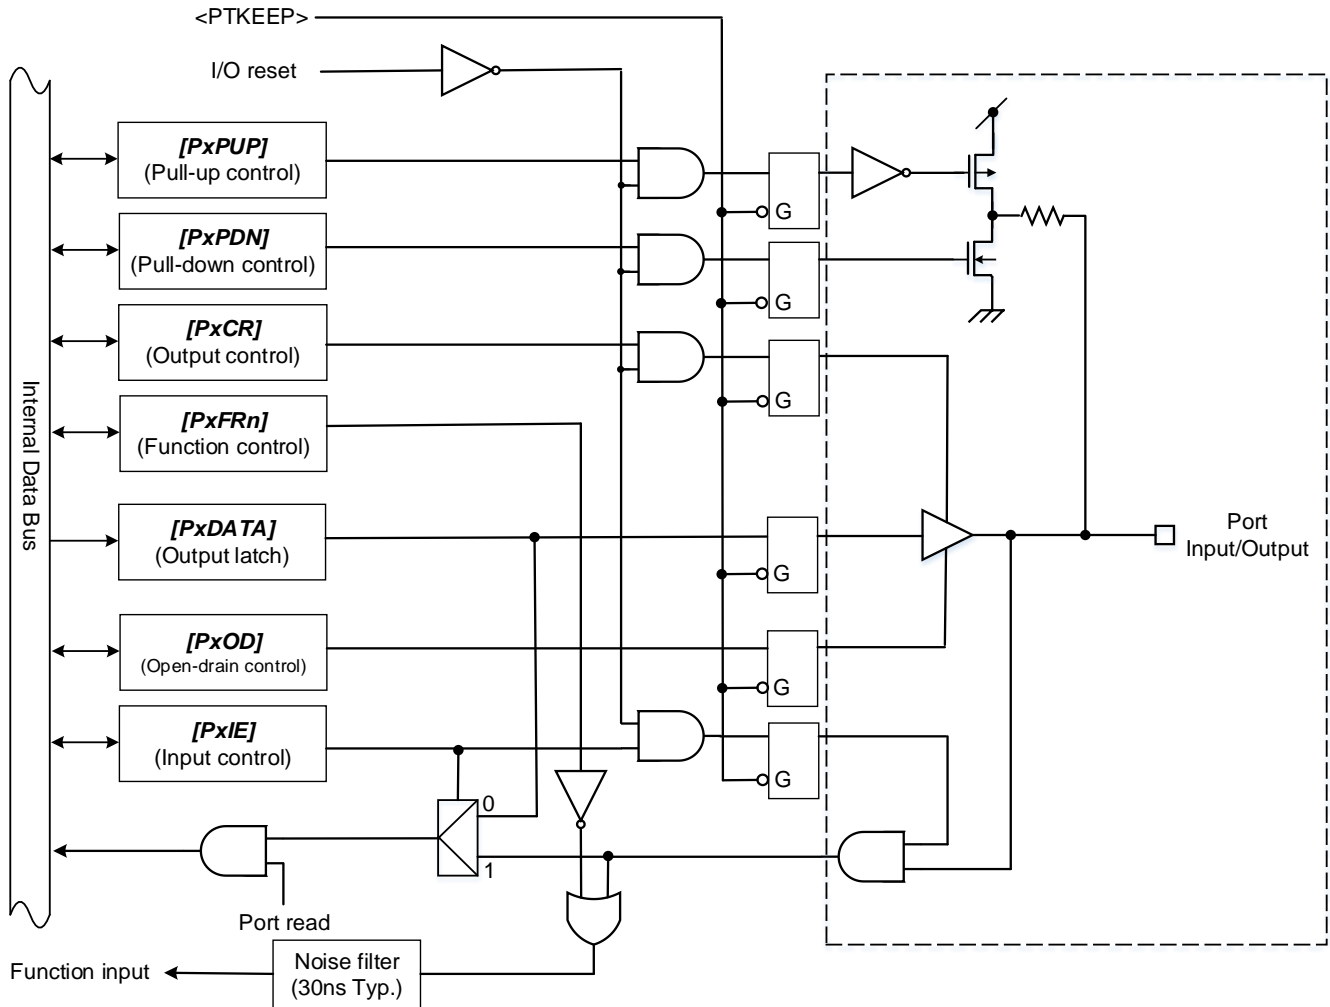 <PTKEEP>
I/O reset
[PxPUP]
(Pull-up control)
G
[PxPDN]
(Pull-down control)
G
[PxCR]
(Output control)
G
Internal Data Bus
[PxFRn]
(Function control)
[PxDATA]
(Output latch)
G
Port
Input/Output
[PxOD]
(Open-drain control)
G
[PxIE]
(Input control)
G
0
1
Port read
Noise filter
(30ns Typ.)
Function input